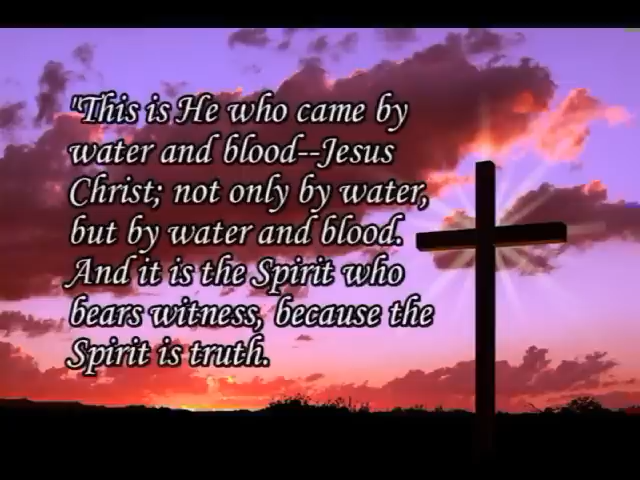 "This is He who came by
water and blood--Jesus
Christ; not only by water,
but by water and blood.
And it is the Spirit who
bears witness, because the
Spirit is truth.